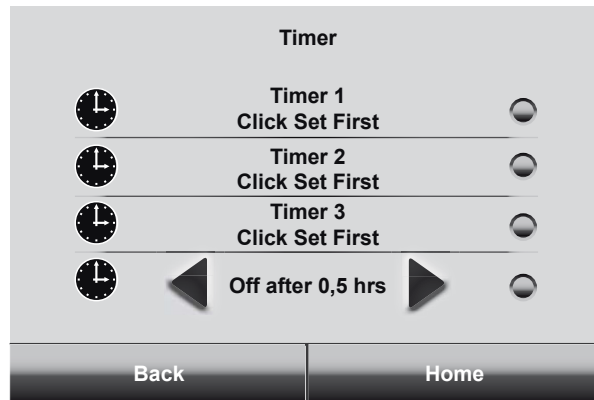 Timer
Timer 1
Click Set First
Timer 2
Click Set First
Timer 3
Click Set First
Off after 0,5 hrs
Back
Home